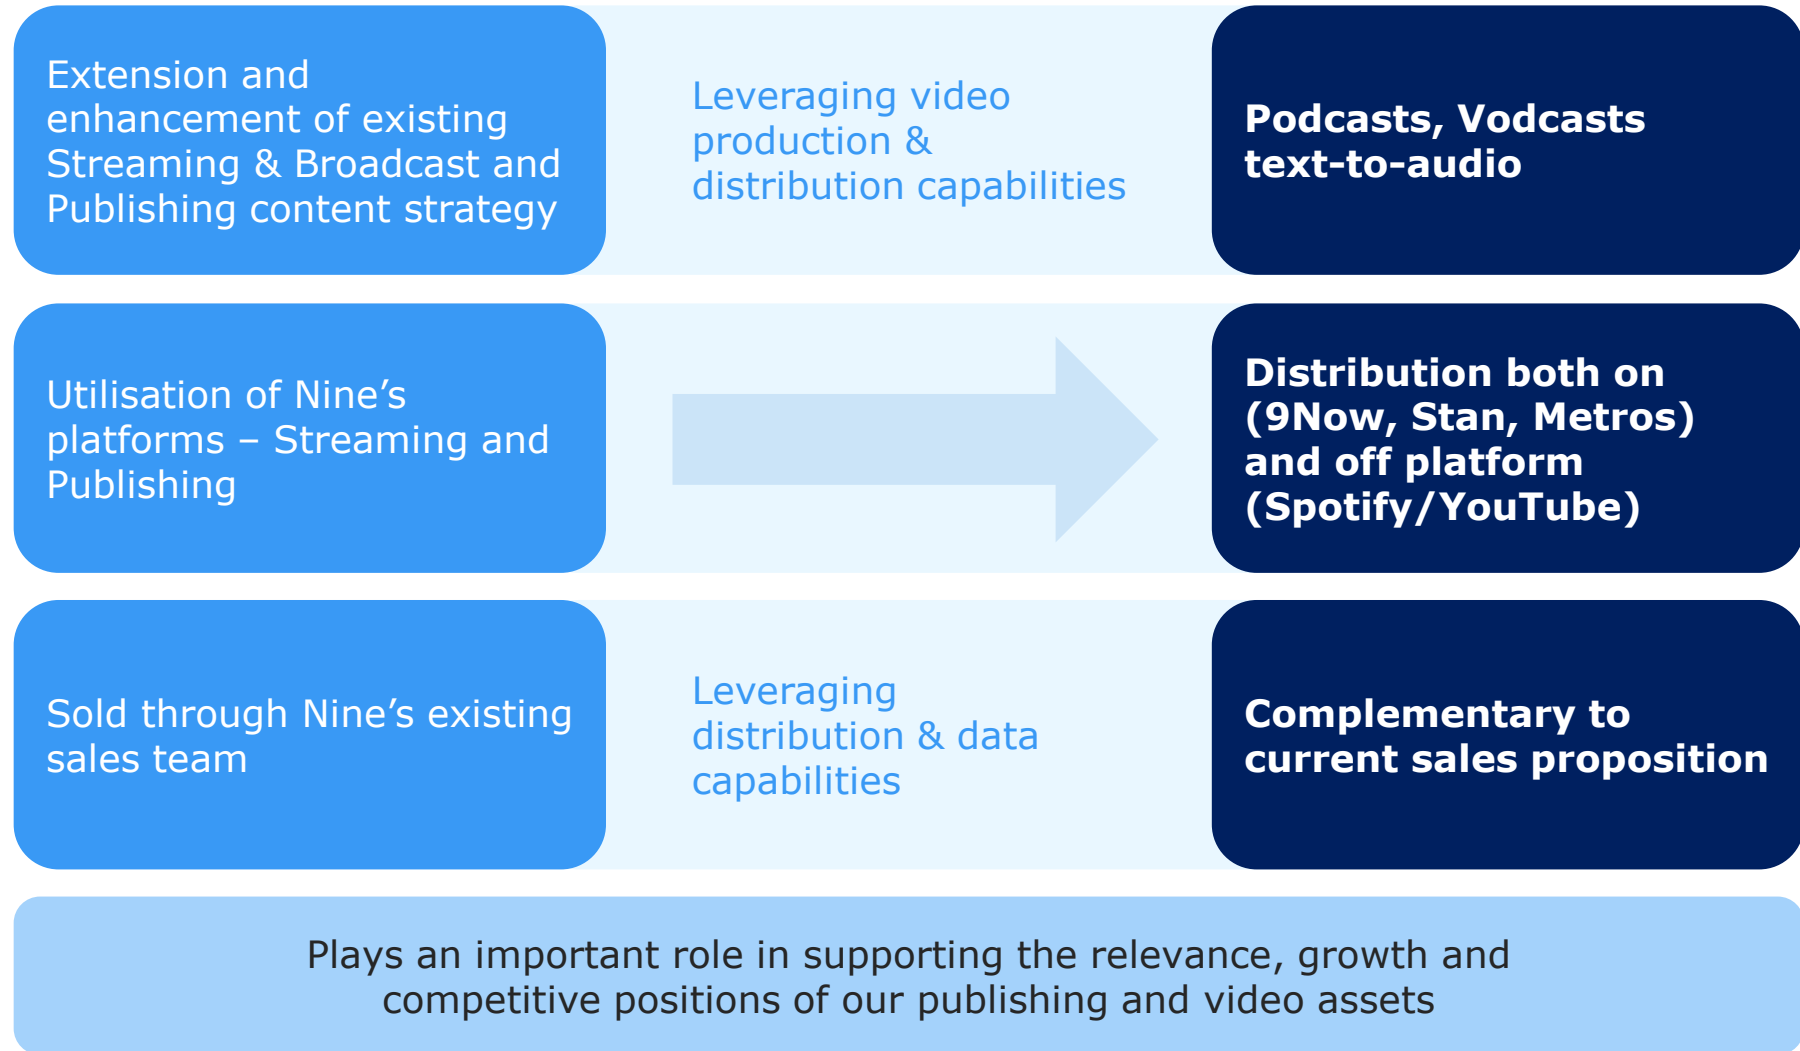 Extension and
enhancement of existing
Streaming & Broadcast and
Publishing content strategy
Leveraging video
production &
distribution capabilities
Podcasts, Vodcasts
text-to-audio
Utilisation of Nine’s
platforms – Streaming and
Publishing
Distribution both on
(9Now, Stan, Metros)
and off platform
(Spotify/YouTube)
Sold through Nine’s existing
sales team
Leveraging
distribution & data
capabilities
Complementary to
current sales proposition
Plays an important role in supporting the relevance, growth and
competitive positions of our publishing and video assets